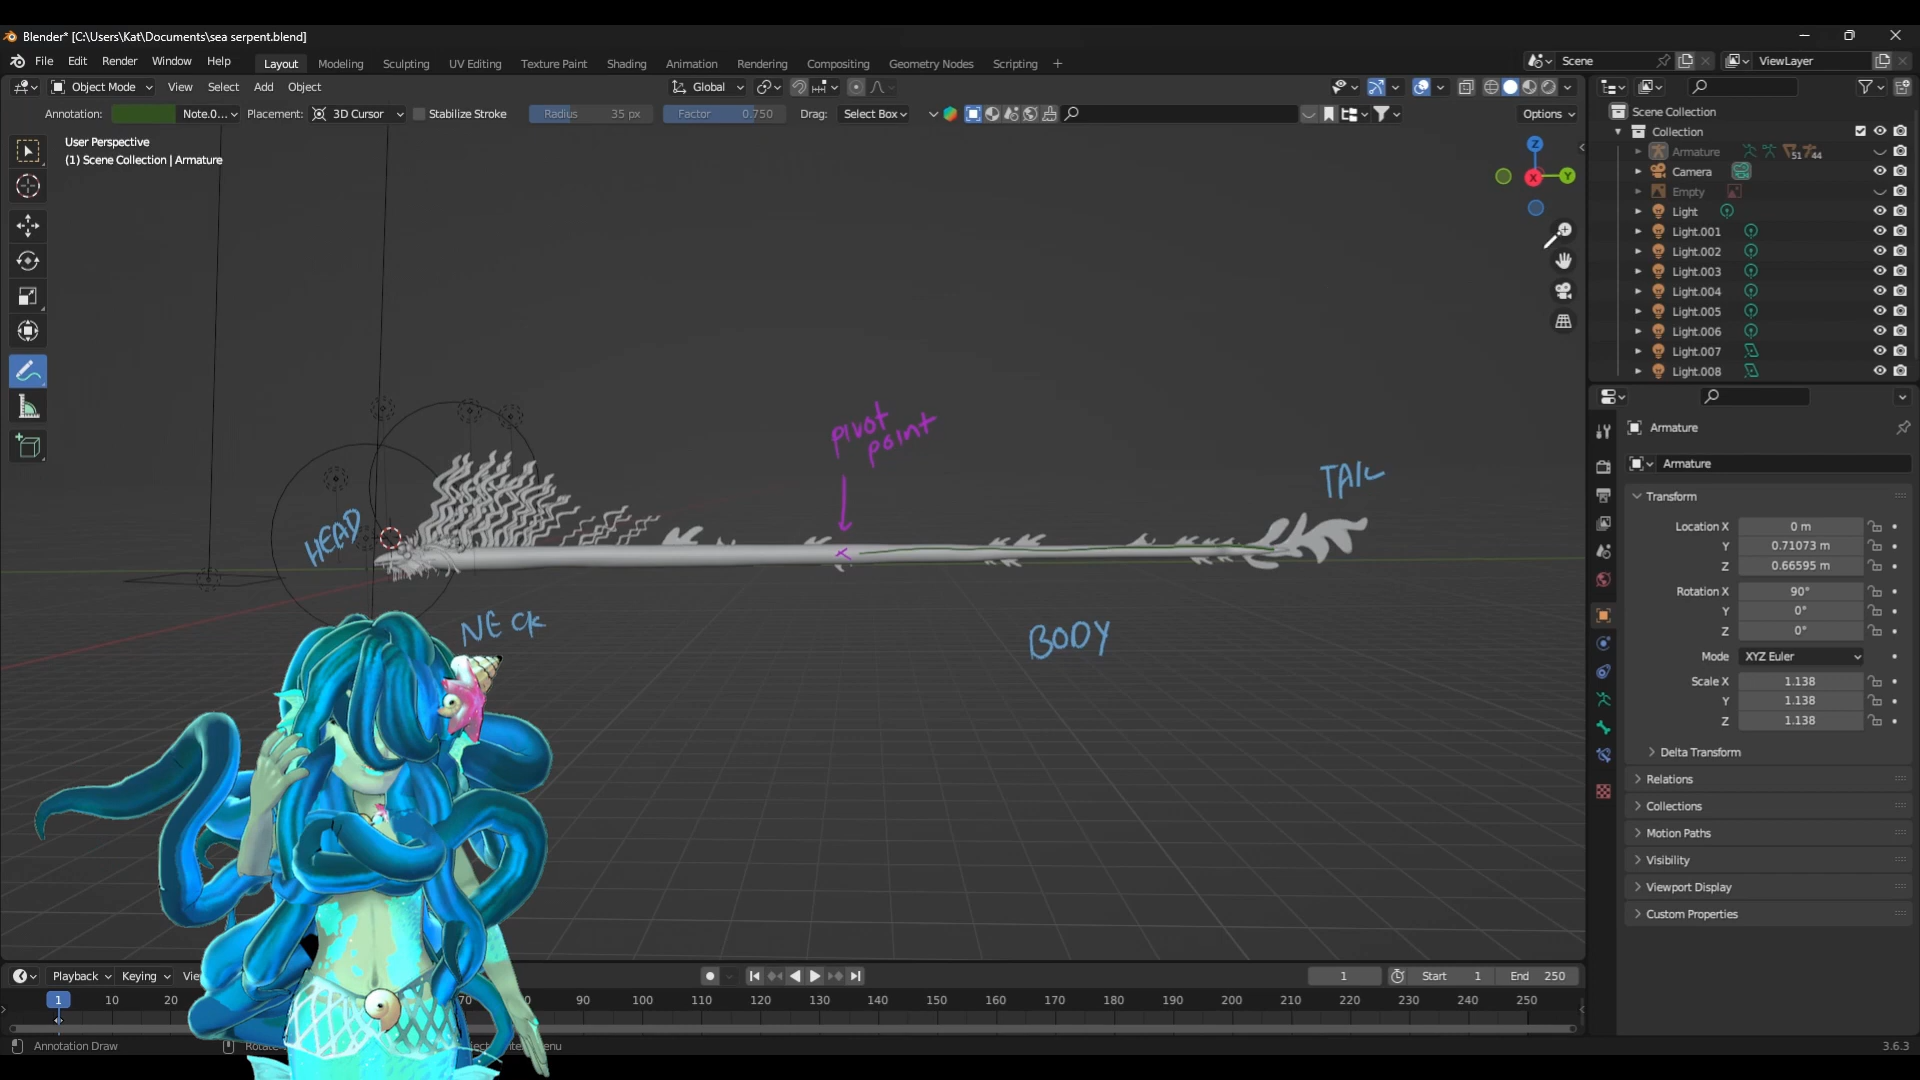 Blender* [C:\Users\Kat\Documents\sea serpent.blend]
File Edit Render Window Help Layout Modeling Sculpting UV Editing Texture Paint Shading Animation Rendering Compositing Geometry Nodes Scripting + Scene ViewLayer
Object Mode View Select Add Object Global
Annotation: Note.0... Placement: 3D Cursor Stabilize Stroke Radius 35 px Factor 0.750 Drag: Select Box Options
User Perspective
(1) Scene Collection | Armature
Z
Y
X
pivot
point
TAIL
HEAD
NECK
BODY
Scene Collection
Collection
Armature 51 44
Camera
Empty
Light
Light.001
Light.002
Light.003
Light.004
Light.005
Light.006
Light.007
Light.008
Armature
Armature
Transform
Location X 0 m
Y 0.71073 m
Z 0.66595 m
Rotation X 90°
Y 0°
Z 0°
Mode XYZ Euler
Scale X 1.138
Y 1.138
Z 1.138
Delta Transform
Relations
Collections
Motion Paths
Visibility
Viewport Display
Custom Properties
Playback Keying 1 Start 1 End 250
1 10 20 70 90 100 110 120 130 140 150 160 170 180 190 200 210 220 230 240 250
Annotation Draw 3.6.3